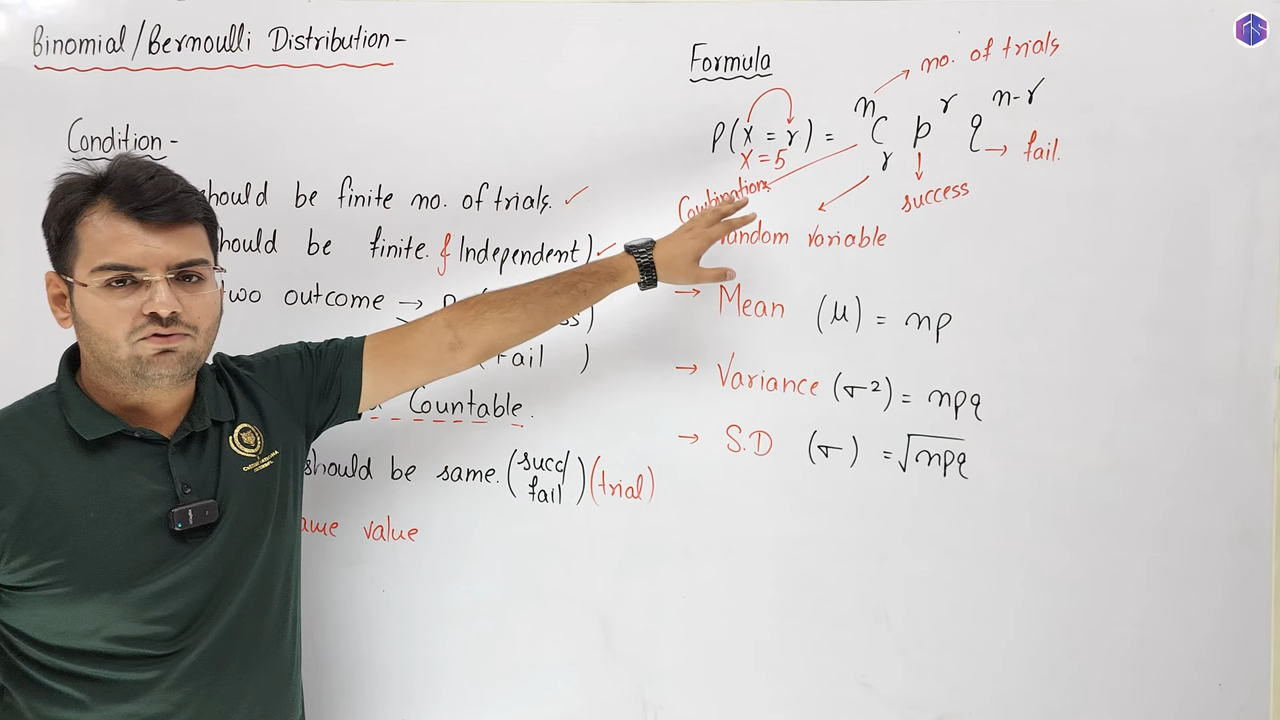 Binomial/Bernoulli Distribution-
Condition-
should be finite no. of trials. ✓
hould be finite. & Independent) ✓
two outcome →
Fail )
Countable.
should be same. (succ/fail) (trial)
ame value
Formula
no. of trials
P(x = r) = nCr p^r q^n-r
x = 5
fail.
success
Combination
Random variable
→ Mean (μ) = np
→ Variance (σ²) = npq
→ S.D (σ) = √npq